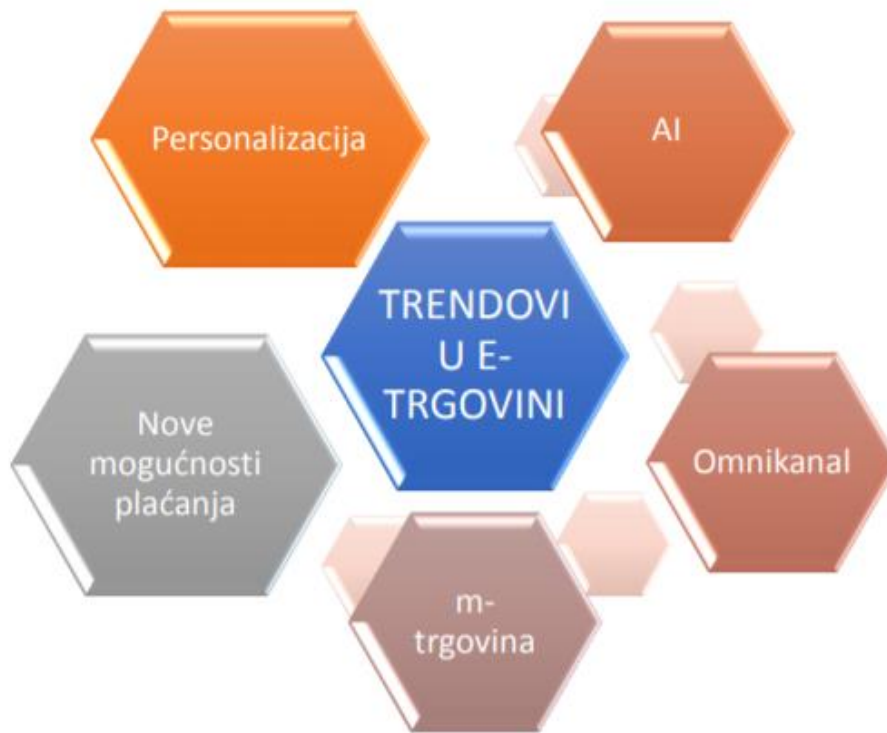 Personalizacija
AI
TRENDOVI
U E-
TRGOVINI
Nove
mogućnosti
plaćanja
Omnikanal
m-
trgovina